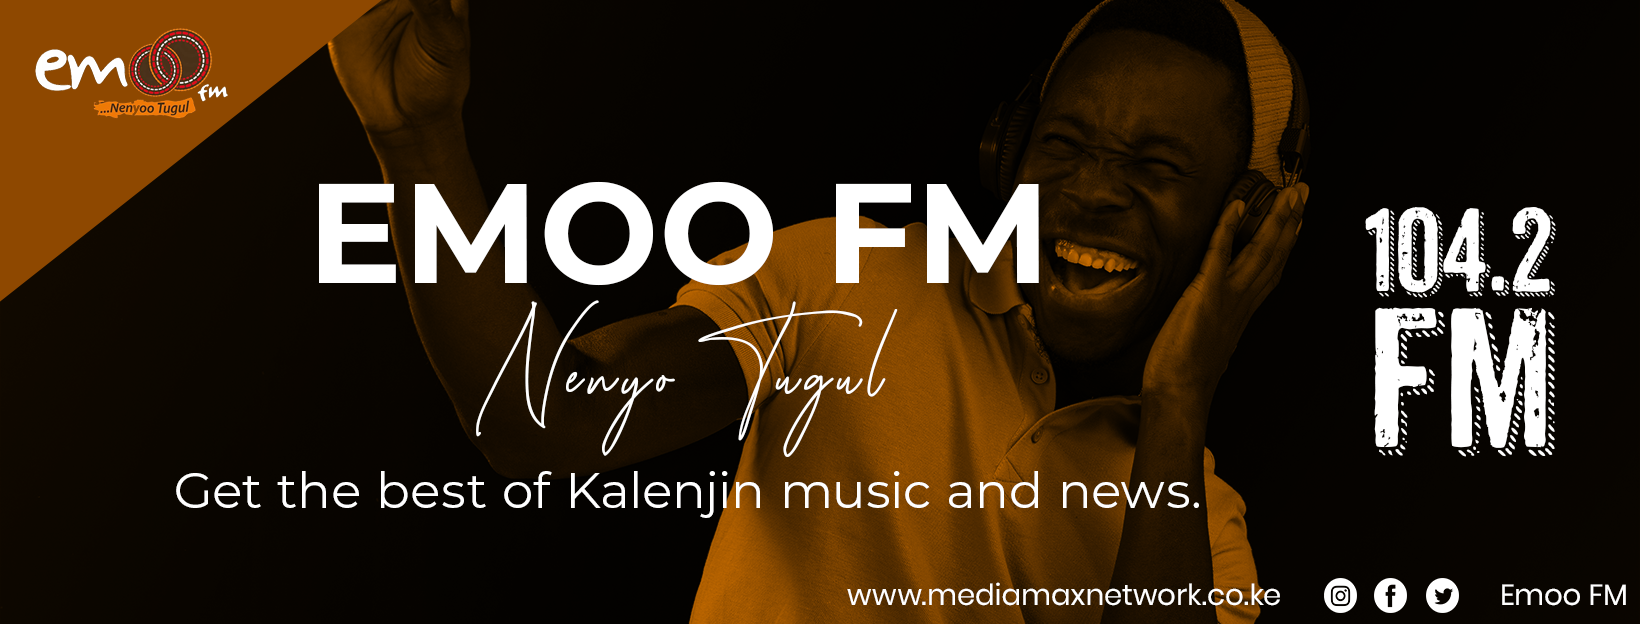 emoo fm
...Nenyoo Tugul
EMOO FM
Nenyo Tugul
Get the best of Kalenjin music and news.
104.2
FM
www.mediamaxnetwork.co.ke
Emoo FM